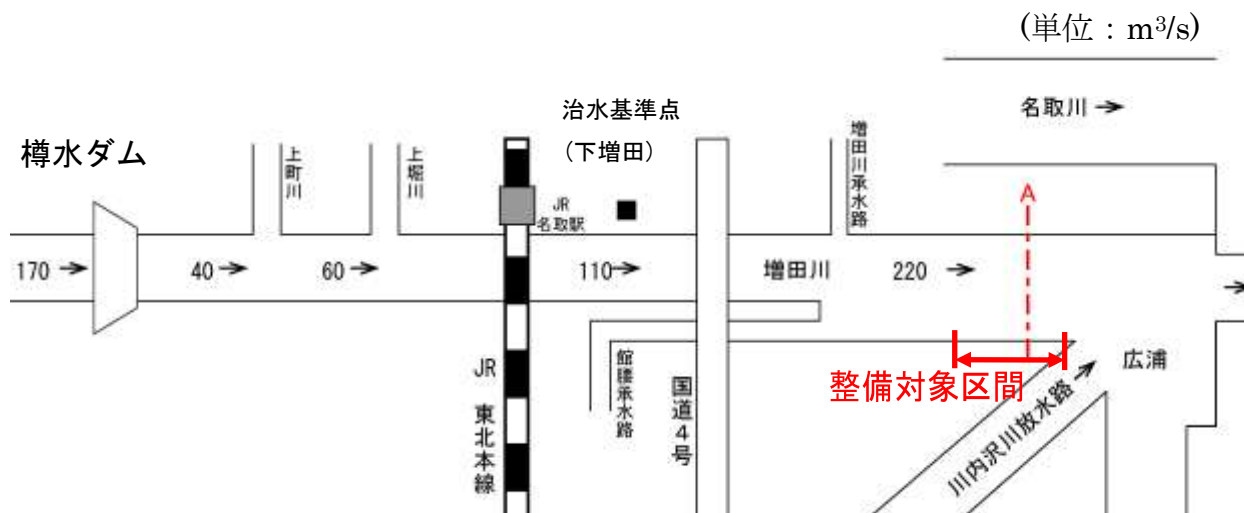 (単位：m³/s)
名取川
治水基準点
（下増田）
樽水ダム
上町川
上堀川
増田川承水路
A
JR
名取駅
170
40
60
110
増田川
220
広浦
整備対象区間
JR 東北本線
館腰承水路
国道4号
川内沢川放水路